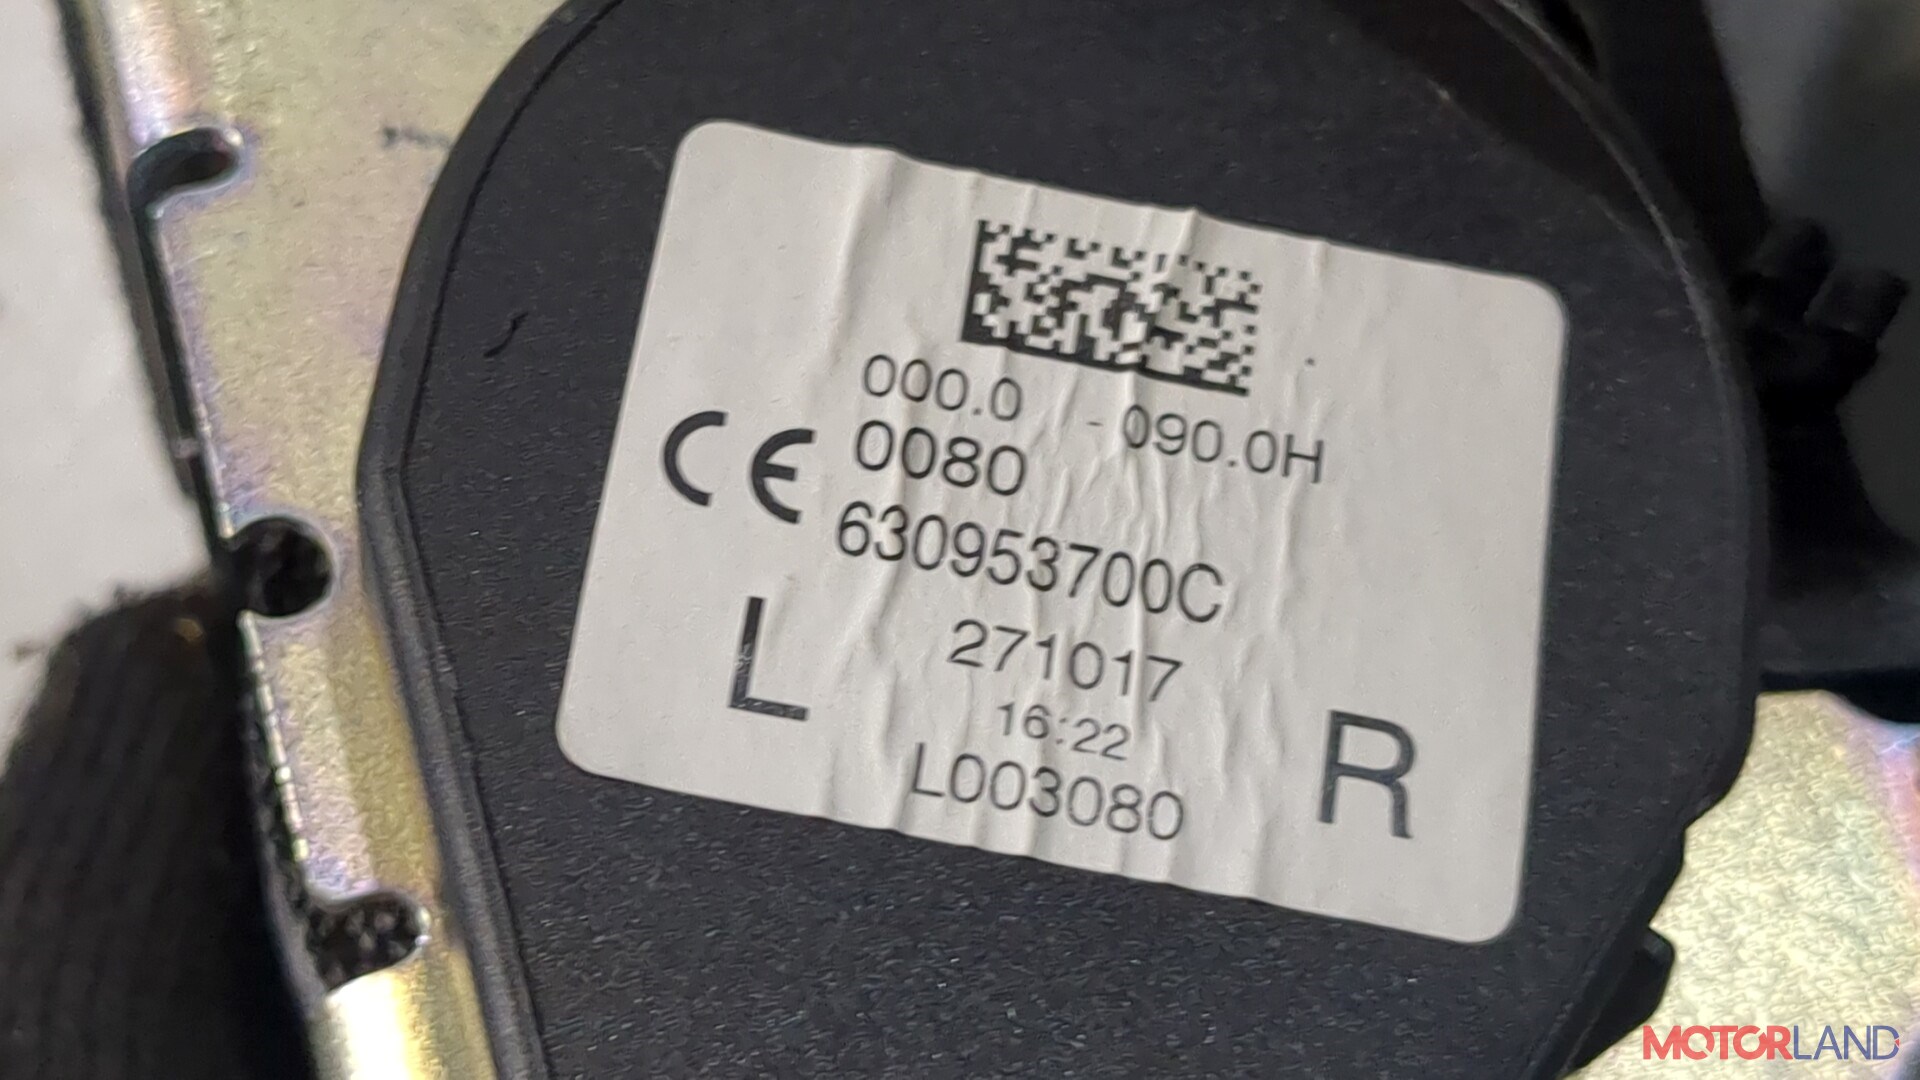 000.0 - 090.0H
CE 0080
630953700C
271017
L
16:22
R
L003080
MOTORLAND